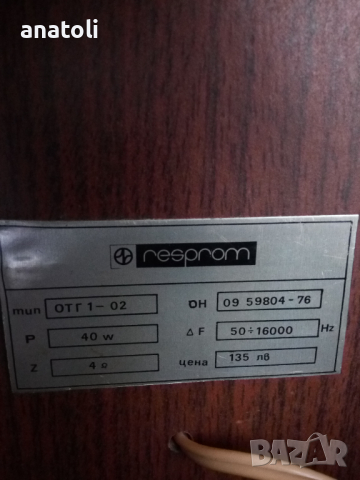 anatoli
resprom
тип ОТГ 1-02 ОН 09 59804-76
P 40 w Δ F 50÷16000 Hz
Z 4 Ω цена 135 лв
BAZAR